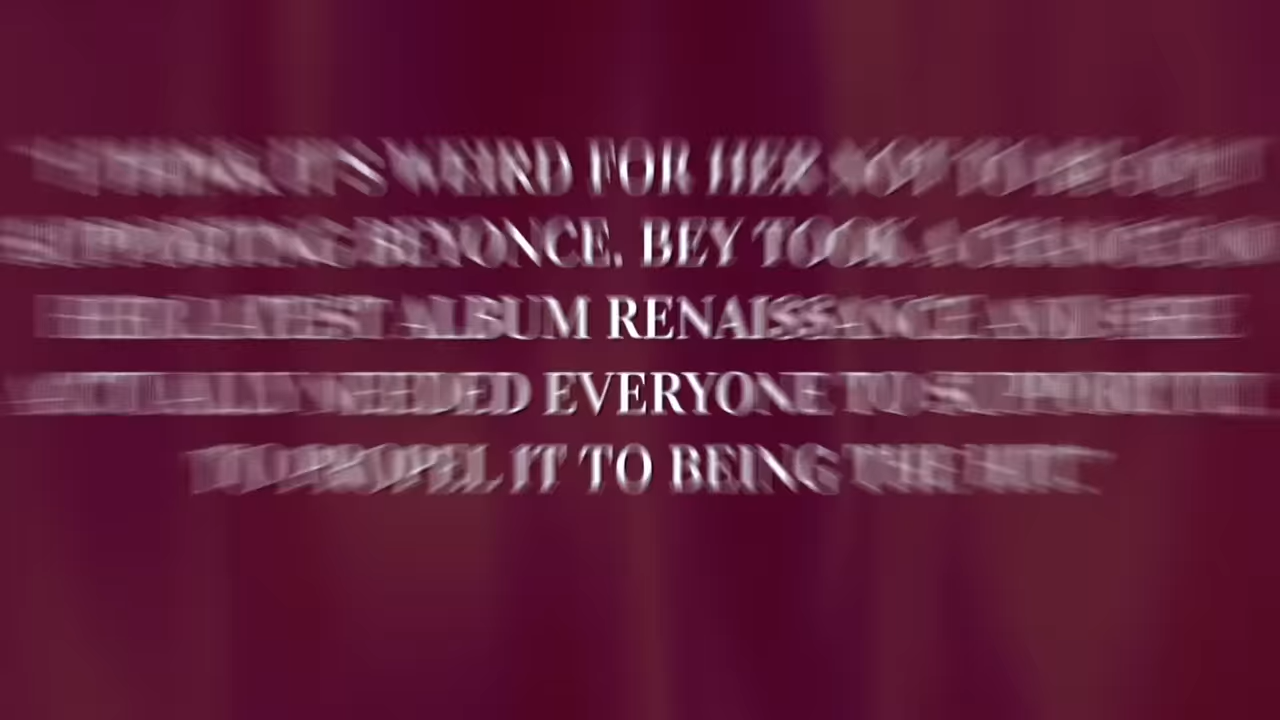 "I THINK IT'S WEIRD FOR HER NOT TO BE
SUPPORTING BEYONCE. BEY TOOK A CHANCE ON
HER LATEST ALBUM RENAISSANCE AND SHE
ACTUALLY NEEDED EVERYONE TO SUPPORT IT
TO PROPEL IT TO BEING THE HIT."